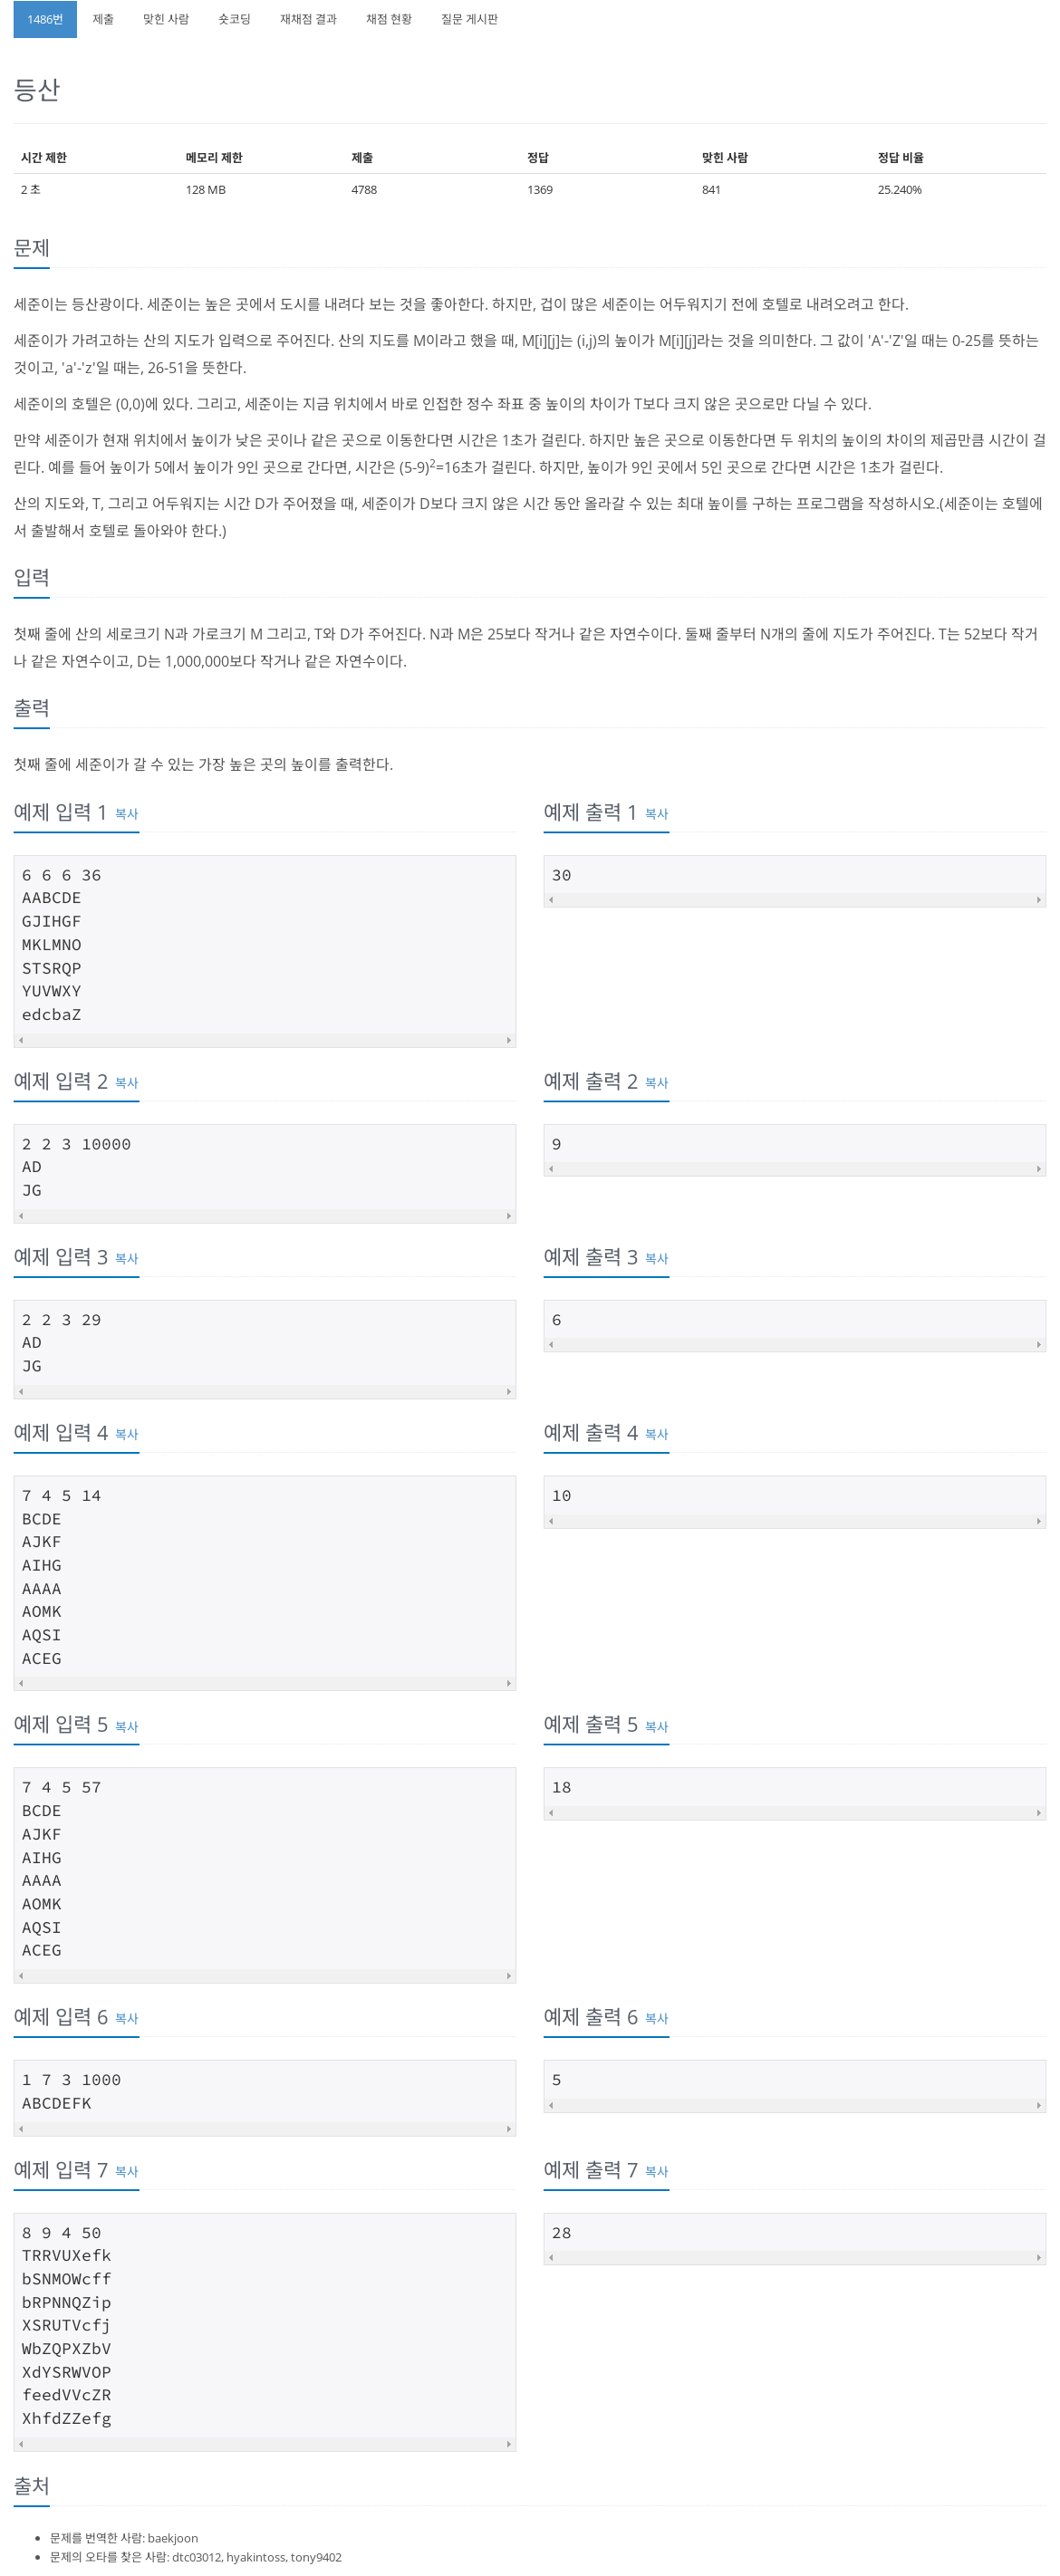 1486번 제출 맞힌 사람 숏코딩 재채점 결과 채점 현황 질문 게시판
등산
시간 제한 메모리 제한 제출 정답 맞힌 사람 정답 비율
2 초 128 MB 4788 1369 841 25.240%
문제
세준이는 등산광이다. 세준이는 높은 곳에서 도시를 내려다 보는 것을 좋아한다. 하지만, 겁이 많은 세준이는 어두워지기 전에 호텔로 내려오려고 한다.
세준이가 가려고하는 산의 지도가 입력으로 주어진다. 산의 지도를 M이라고 했을 때, M[i][j]는 (i,j)의 높이가 M[i][j]라는 것을 의미한다. 그 값이 'A'-'Z'일 때는 0-25를 뜻하는
것이고, 'a'-'z'일 때는, 26-51을 뜻한다.
세준이의 호텔은 (0,0)에 있다. 그리고, 세준이는 지금 위치에서 바로 인접한 정수 좌표 중 높이의 차이가 T보다 크지 않은 곳으로만 다닐 수 있다.
만약 세준이가 현재 위치에서 높이가 낮은 곳이나 같은 곳으로 이동한다면 시간은 1초가 걸린다. 하지만 높은 곳으로 이동한다면 두 위치의 높이의 차이의 제곱만큼 시간이 걸
린다. 예를 들어 높이가 5에서 높이가 9인 곳으로 간다면, 시간은 (5-9)²=16초가 걸린다. 하지만, 높이가 9인 곳에서 5인 곳으로 간다면 시간은 1초가 걸린다.
산의 지도와, T, 그리고 어두워지는 시간 D가 주어졌을 때, 세준이가 D보다 크지 않은 시간 동안 올라갈 수 있는 최대 높이를 구하는 프로그램을 작성하시오.(세준이는 호텔에
서 출발해서 호텔로 돌아와야 한다.)
입력
첫째 줄에 산의 세로크기 N과 가로크기 M 그리고, T와 D가 주어진다. N과 M은 25보다 작거나 같은 자연수이다. 둘째 줄부터 N개의 줄에 지도가 주어진다. T는 52보다 작거
나 같은 자연수이고, D는 1,000,000보다 작거나 같은 자연수이다.
출력
첫째 줄에 세준이가 갈 수 있는 가장 높은 곳의 높이를 출력한다.
예제 입력 1 복사
6 6 6 36
AABCDE
GJIHGF
MKLMNO
STSRQP
YUVWXY
edcbaZ
예제 출력 1 복사
30
예제 입력 2 복사
2 2 3 10000
AD
JG
예제 출력 2 복사
9
예제 입력 3 복사
2 2 3 29
AD
JG
예제 출력 3 복사
6
예제 입력 4 복사
7 4 5 14
BCDE
AJKF
AIHG
AAAA
AOMK
AQSI
ACEG
예제 출력 4 복사
10
예제 입력 5 복사
7 4 5 57
BCDE
AJKF
AIHG
AAAA
AOMK
AQSI
ACEG
예제 출력 5 복사
18
예제 입력 6 복사
1 7 3 1000
ABCDEFK
예제 출력 6 복사
5
예제 입력 7 복사
8 9 4 50
TRRVUXefk
bSNMOWcff
bRPNNQZip
XSRUTVcfj
WbZQPXZbV
XdYSRWVOP
feedVVcZR
XhfdZZefg
예제 출력 7 복사
28
출처
문제를 번역한 사람: baekjoon
문제의 오타를 찾은 사람: dtc03012, hyakintoss, tony9402